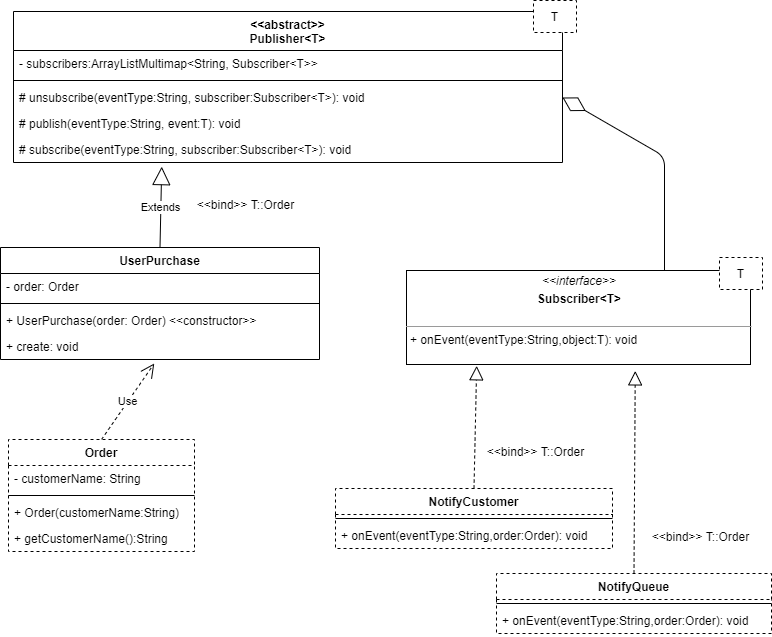 <<abstract>>
Publisher<T>
T
- subscribers:ArrayListMultimap<String, Subscriber<T>>
# unsubscribe(eventType:String, subscriber:Subscriber<T>): void
# publish(eventType:String, event:T): void
# subscribe(eventType:String, subscriber:Subscriber<T>): void
Extends
<<bind>> T::Order
UserPurchase
- order: Order
+ UserPurchase(order: Order) <<constructor>>
+ create: void
<<interface>>
Subscriber<T>
T
+ onEvent(eventType:String,object:T): void
Use
Order
- customerName: String
+ Order(customerName:String)
+ getCustomerName():String
<<bind>> T::Order
NotifyCustomer
+ onEvent(eventType:String,order:Order): void
<<bind>> T::Order
NotifyQueue
+ onEvent(eventType:String,order:Order): void